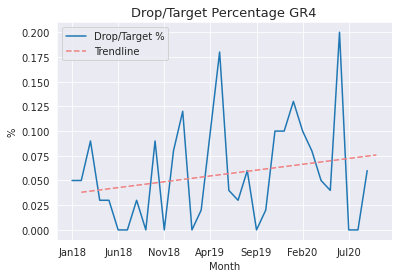 Drop/Target Percentage GR4
Drop/Target %
Trendline
0.200
0.175
0.150
0.125
0.100
0.075
0.050
0.025
0.000
%
Jan18 Jun18 Nov18 Apr19 Sep19 Feb20 Jul20
Month